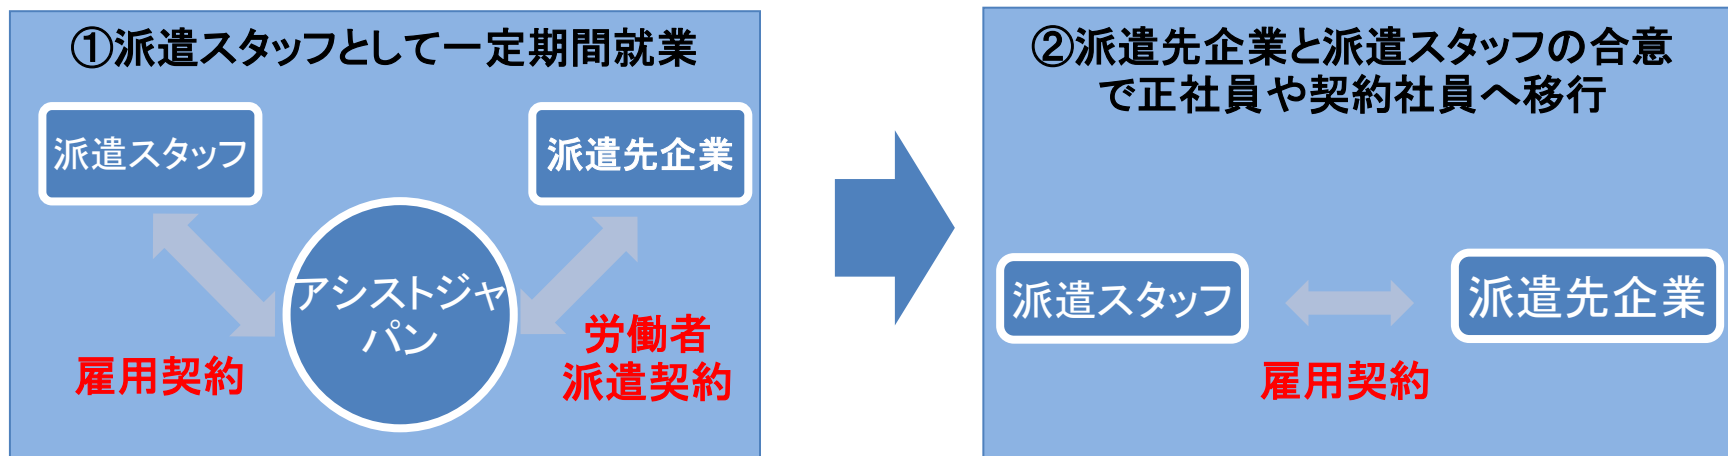 ①派遣スタッフとして一定期間就業
派遣スタッフ
派遣先企業
アシストジャ
パン
雇用契約
労働者
派遣契約
②派遣先企業と派遣スタッフの合意
で正社員や契約社員へ移行
派遣スタッフ
派遣先企業
雇用契約